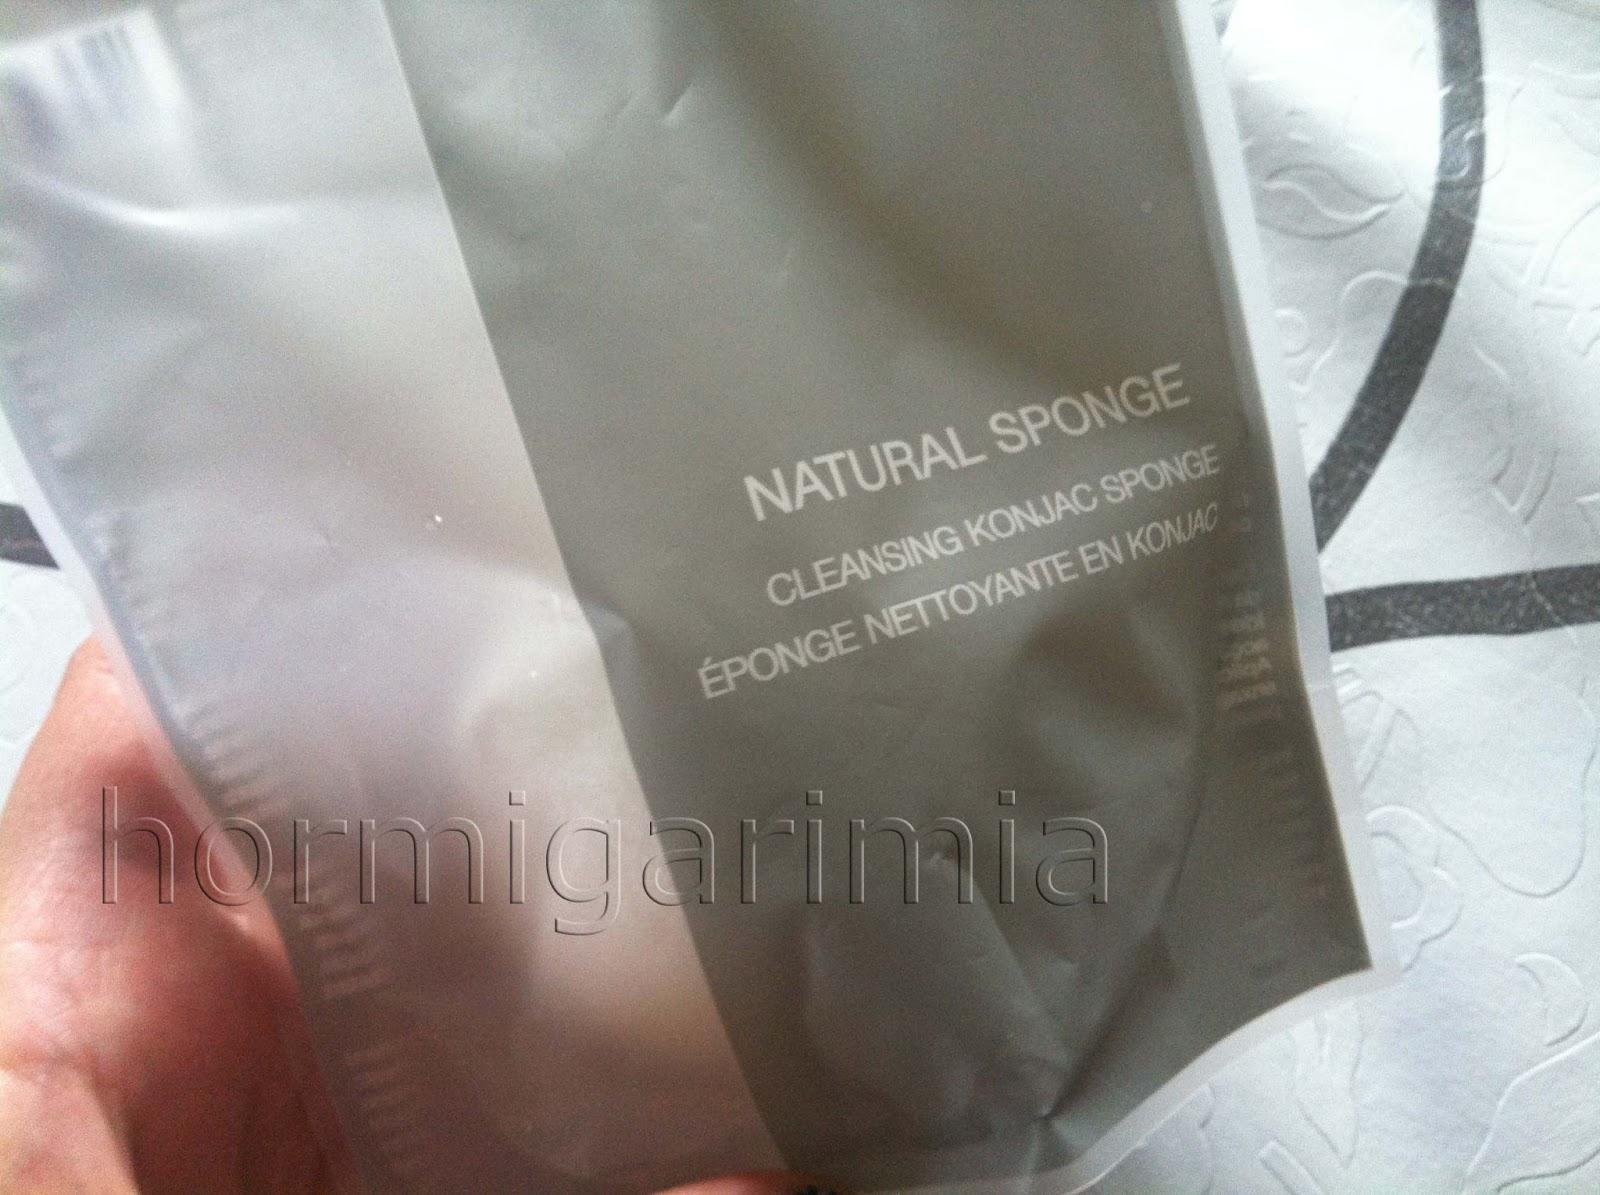 NATURAL SPONGE
CLEANSING KONJAC SPONGE
ÉPONGE NETTOYANTE EN KONJAC
hormigarimia